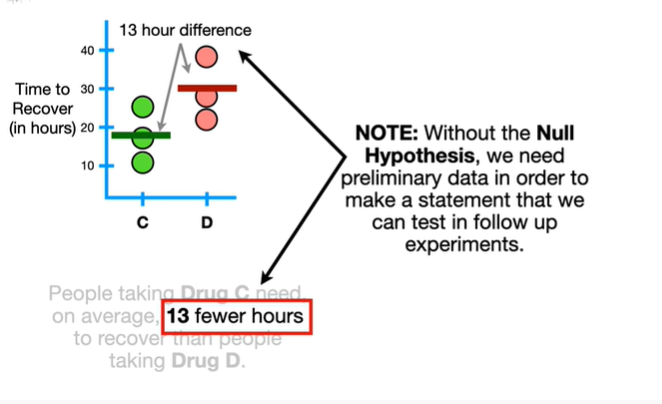 13 hour difference
40
30
20
10
Time to
Recover
(in hours)
C
D
NOTE: Without the Null
Hypothesis, we need
preliminary data in order to
make a statement that we
can test in follow up
experiments.
People taking Drug C need,
on average, 13 fewer hours
to recover than people
taking Drug D.